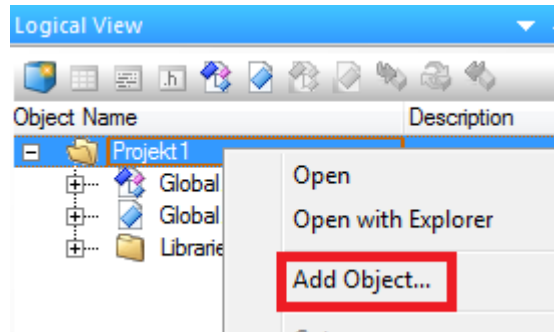 Logical View
.h
Object Name Description
Projekt1
Global
Global
Librarie
Open
Open with Explorer
Add Object...